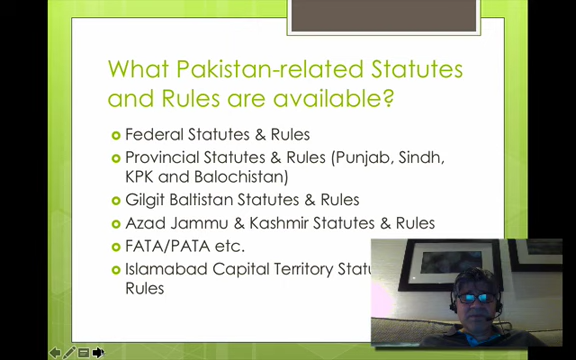 What Pakistan-related Statutes
and Rules are available?
Federal Statutes & Rules
Provincial Statutes & Rules (Punjab, Sindh,
KPK and Balochistan)
Gilgit Baltistan Statutes & Rules
Azad Jammu & Kashmir Statutes & Rules
FATA/PATA etc.
Islamabad Capital Territory Statu
Rules